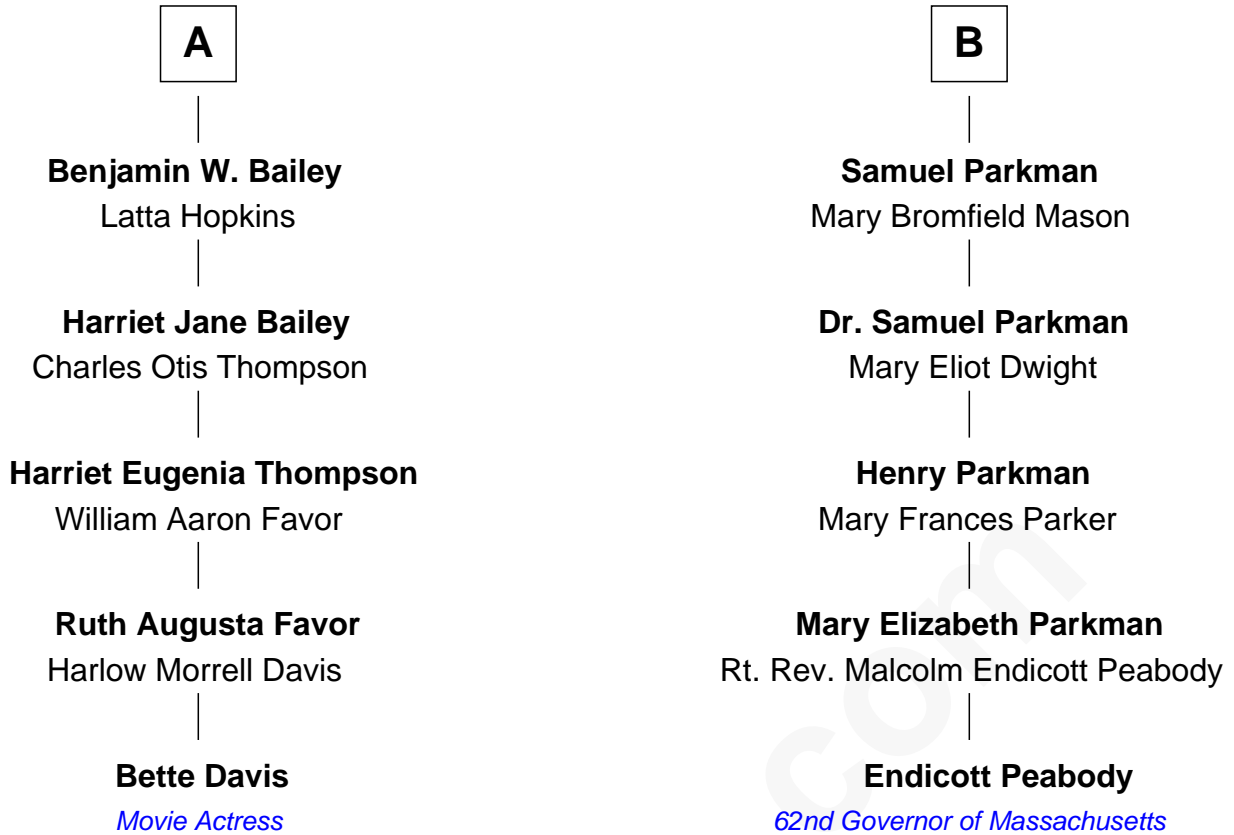 A
B
Benjamin W. Bailey
Latta Hopkins
Samuel Parkman
Mary Bromfield Mason
Harriet Jane Bailey
Charles Otis Thompson
Dr. Samuel Parkman
Mary Eliot Dwight
Harriet Eugenia Thompson
William Aaron Favor
Henry Parkman
Mary Frances Parker
Ruth Augusta Favor
Harlow Morrell Davis
Mary Elizabeth Parkman
Rt. Rev. Malcolm Endicott Peabody
Bette Davis
Movie Actress
Endicott Peabody
62nd Governor of Massachusetts
com